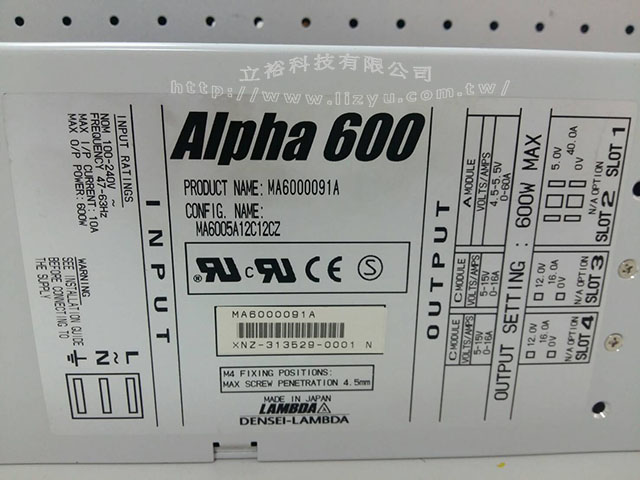 立裕科技有限公司
http://www.lizyu.com.tw/
INPUT RATINGS
NOM 100-240V ~
FREQUENCY: 47-63Hz
MAX I/P CURRENT: 10A
MAX O/P POWER: 600W
WARNING
SEE INSTALLATION GUIDE
BEFORE CONNECTING TO
THE SUPPLY
L
N
INPUT
Alpha 600
PRODUCT NAME: MA6000091A
CONFIG. NAME:
MA6005A12C12CZ
RU ® c RU ® CE S
MA6000091A
XNZ-313529-0001 N
M4 FIXING POSITIONS:
MAX SCREW PENETRATION 4.5mm
MADE IN JAPAN
LAMBDA
DENSEI-LAMBDA
OUTPUT
A MODULE
VOLTS/AMPS
4.5-5.5V
0-60A
C MODULE
VOLTS/AMPS
5-15V
0-16A
C MODULE
VOLTS/AMPS
5-15V
0-16A
OUTPUT SETTING : 600W MAX
5.0V
40.0A
N/A OPTION
SLOT 1
SLOT 2
12.0V
16.0A
0V
N/A OPTION
SLOT 3
12.0V
16.0A
0V
N/A OPTION
SLOT 4